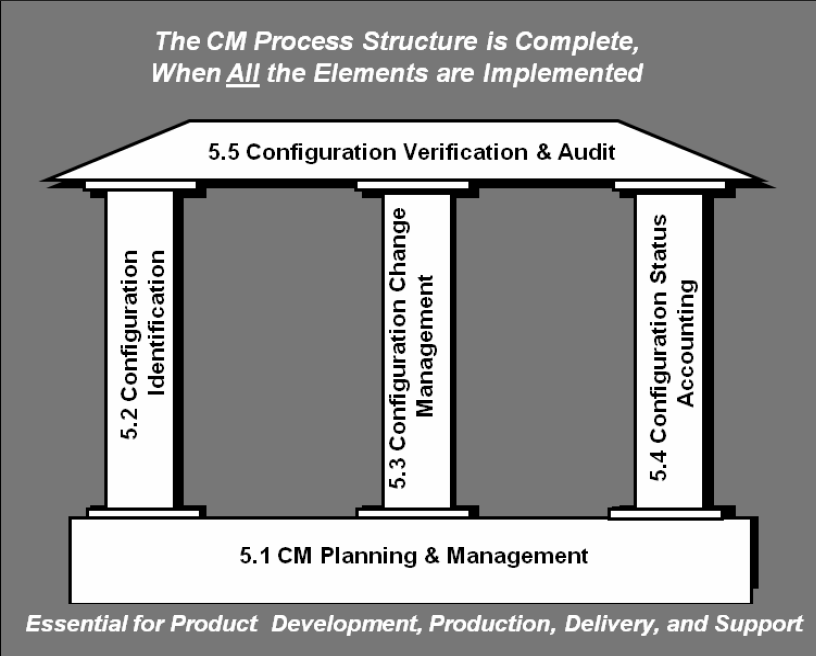 The CM Process Structure is Complete,
When All the Elements are Implemented
5.5 Configuration Verification & Audit
5.2 Configuration
Identification
5.3 Configuration Change
Management
5.4 Configuration Status
Accounting
5.1 CM Planning & Management
Essential for Product Development, Production, Delivery, and Support